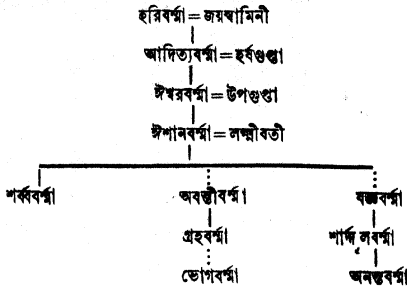 হরিবর্ম্মা = জয়স্বামিনী
আদিত্যবর্ম্মা = হর্ষগুপ্তা
ঈশ্বরবর্ম্মা = উপগুপ্তা
ঈশানবর্ম্মা = লক্ষ্মীবতী
শর্ব্ববর্ম্মা অবন্তীবর্ম্মা যজ্ঞবর্ম্মা
গ্রহবর্ম্মা শার্দ্দূলবর্ম্মা
ভোগবর্ম্মা অনন্তবর্ম্মা